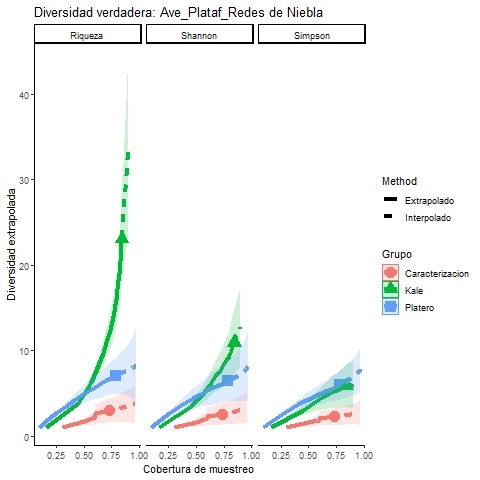 Diversidad verdadera: Ave_Plataf_Redes de Niebla
Riqueza Shannon Simpson
40
30
20
10
0
Diversidad extrapolada
0.25 0.50 0.75 1.00 0.25 0.50 0.75 1.00 0.25 0.50 0.75 1.00
Cobertura de muestreo
Method
Extrapolado
Interpolado
Grupo
Caracterizacion
Kale
Platero